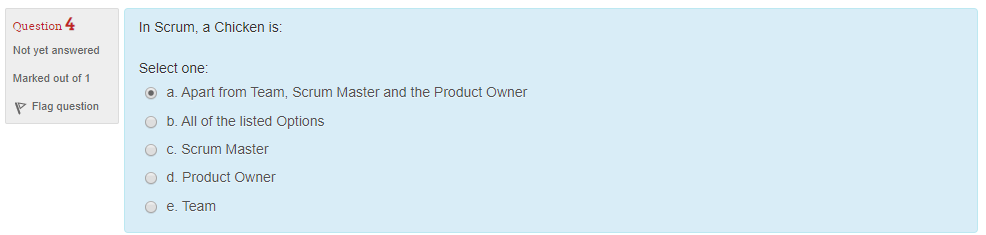 Question 4
Not yet answered
Marked out of 1
Flag question
In Scrum, a Chicken is:
Select one:
a. Apart from Team, Scrum Master and the Product Owner
b. All of the listed Options
c. Scrum Master
d. Product Owner
e. Team